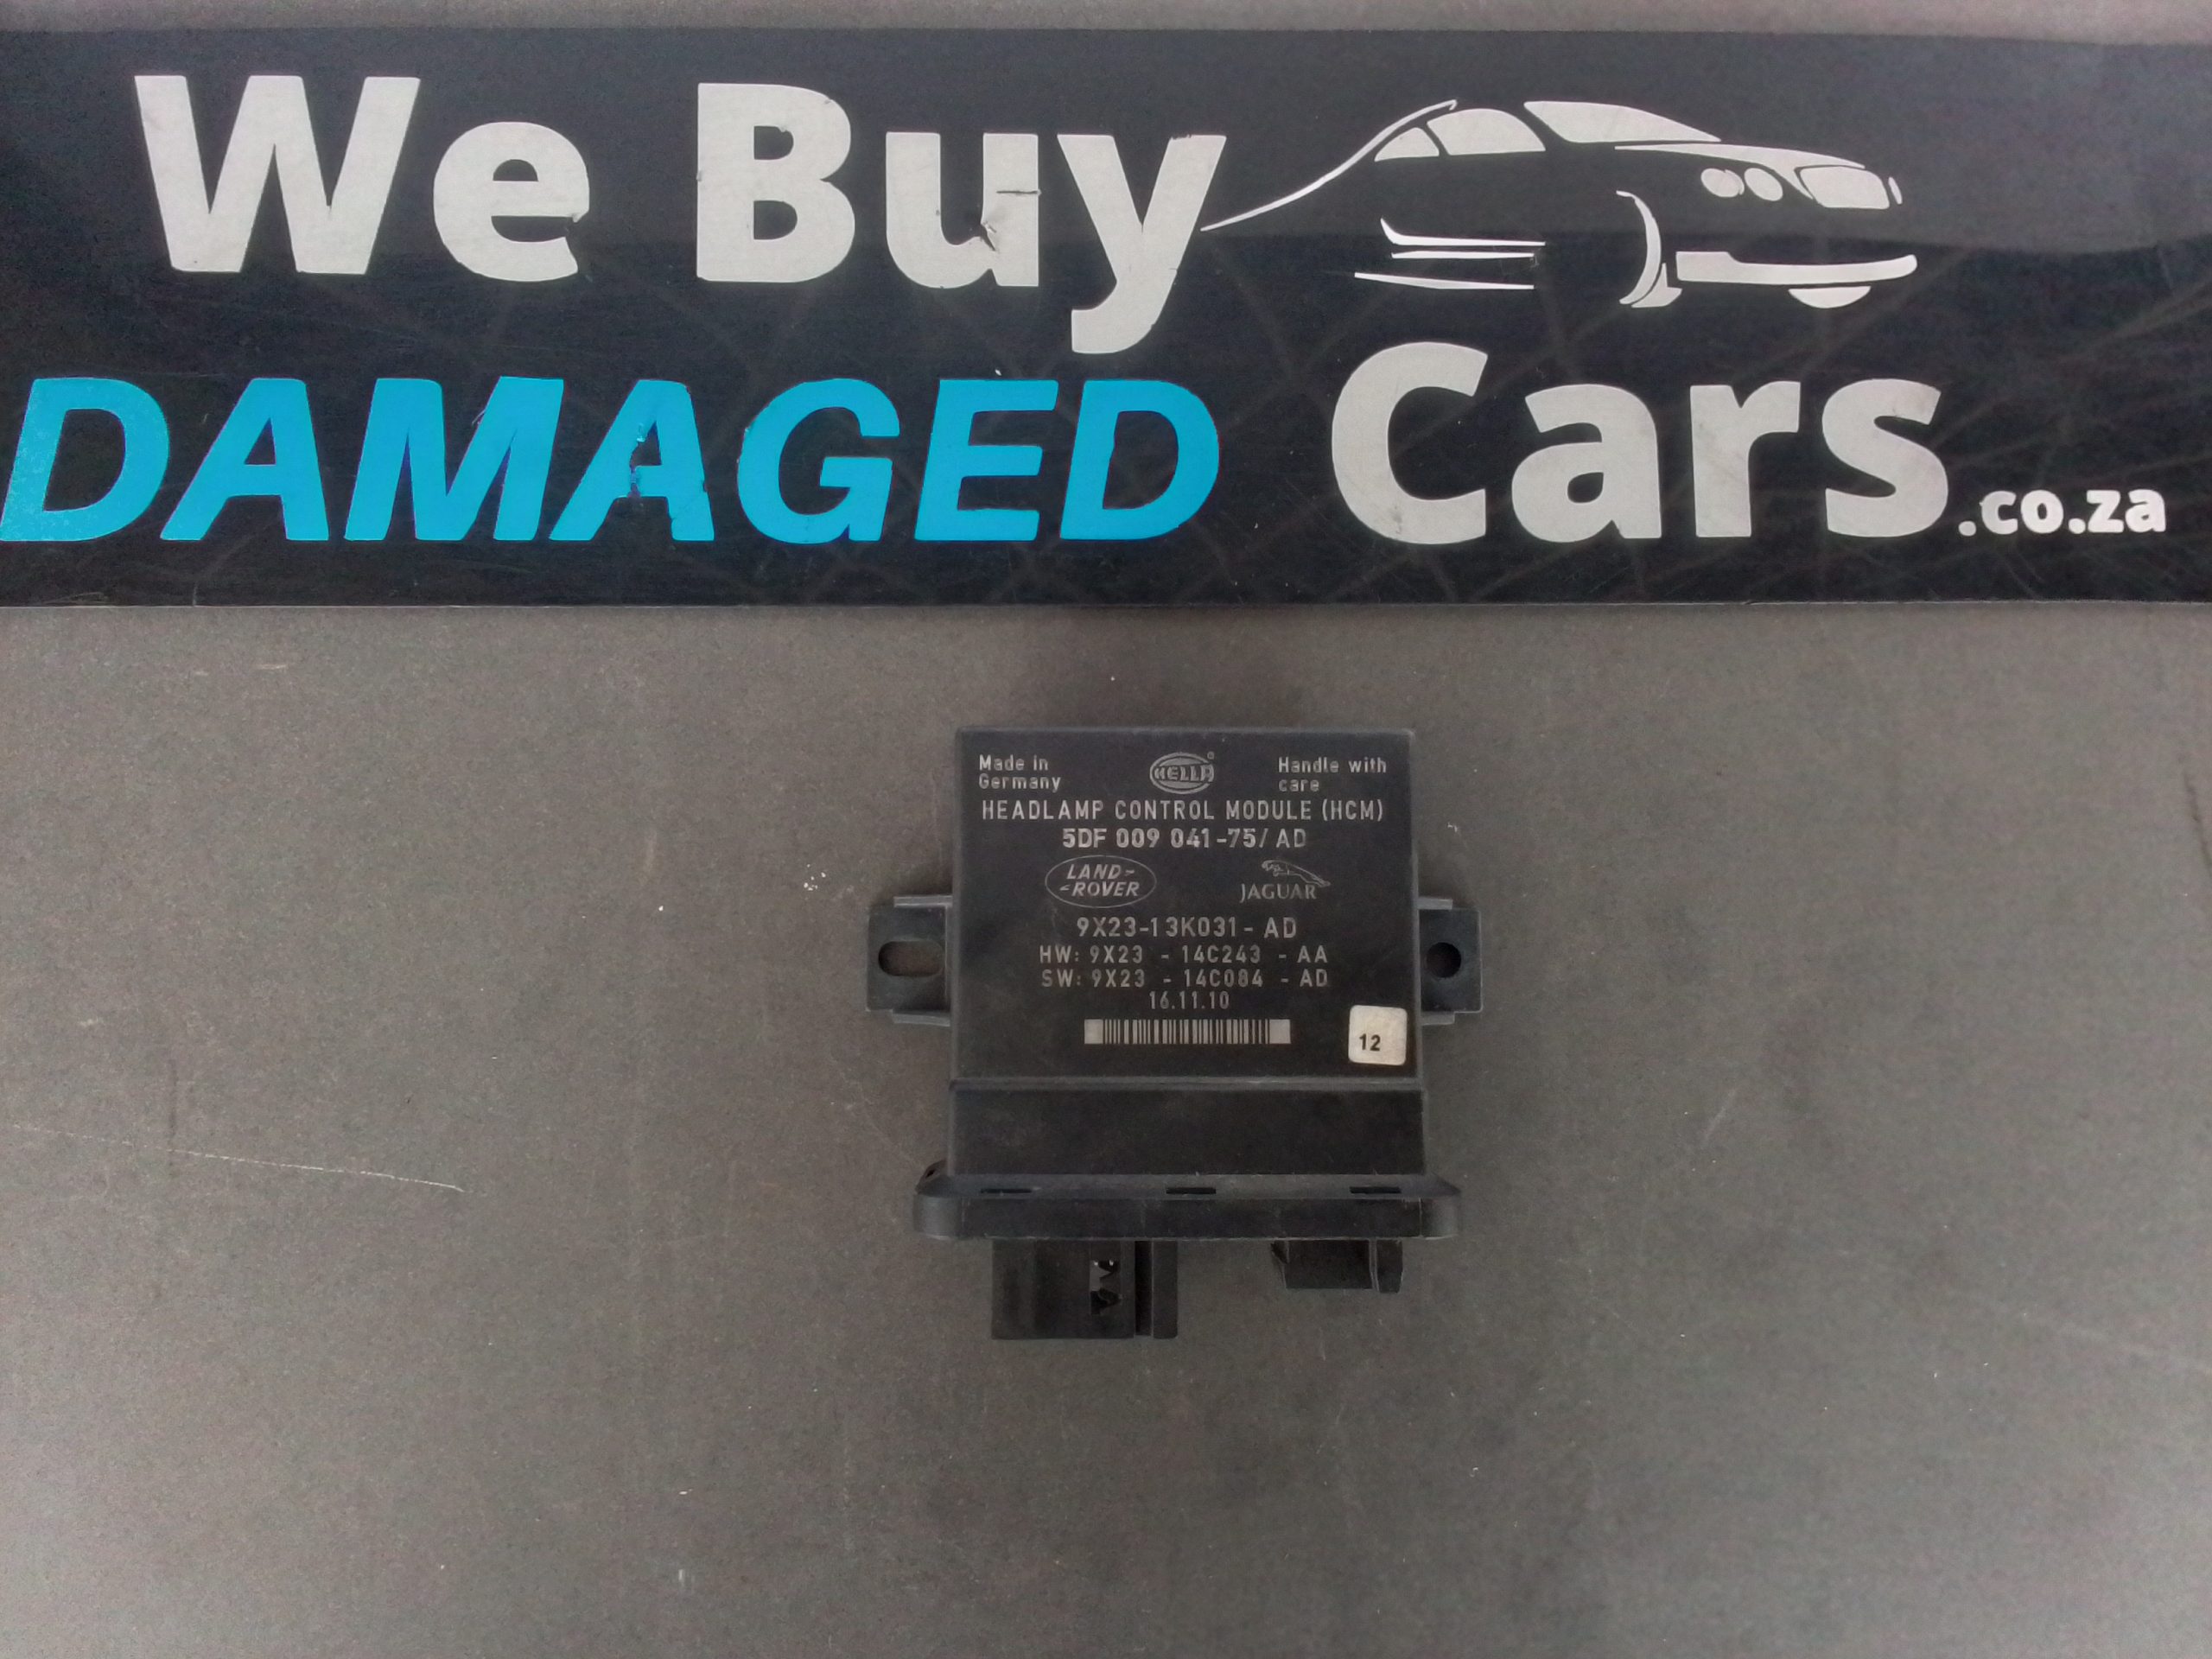 We Buy
DAMAGED Cars.co.za
Made in
Germany
HELLA
Handle with
care
HEADLAMP CONTROL MODULE (HCM)
5DF 009 041-75/ AD
LAND-
-ROVER
JAGUAR
9X23-13K031- AD
HW: 9X23 - 14C243 - AA
SW: 9X23 - 14C084 - AD
16.11.10
12